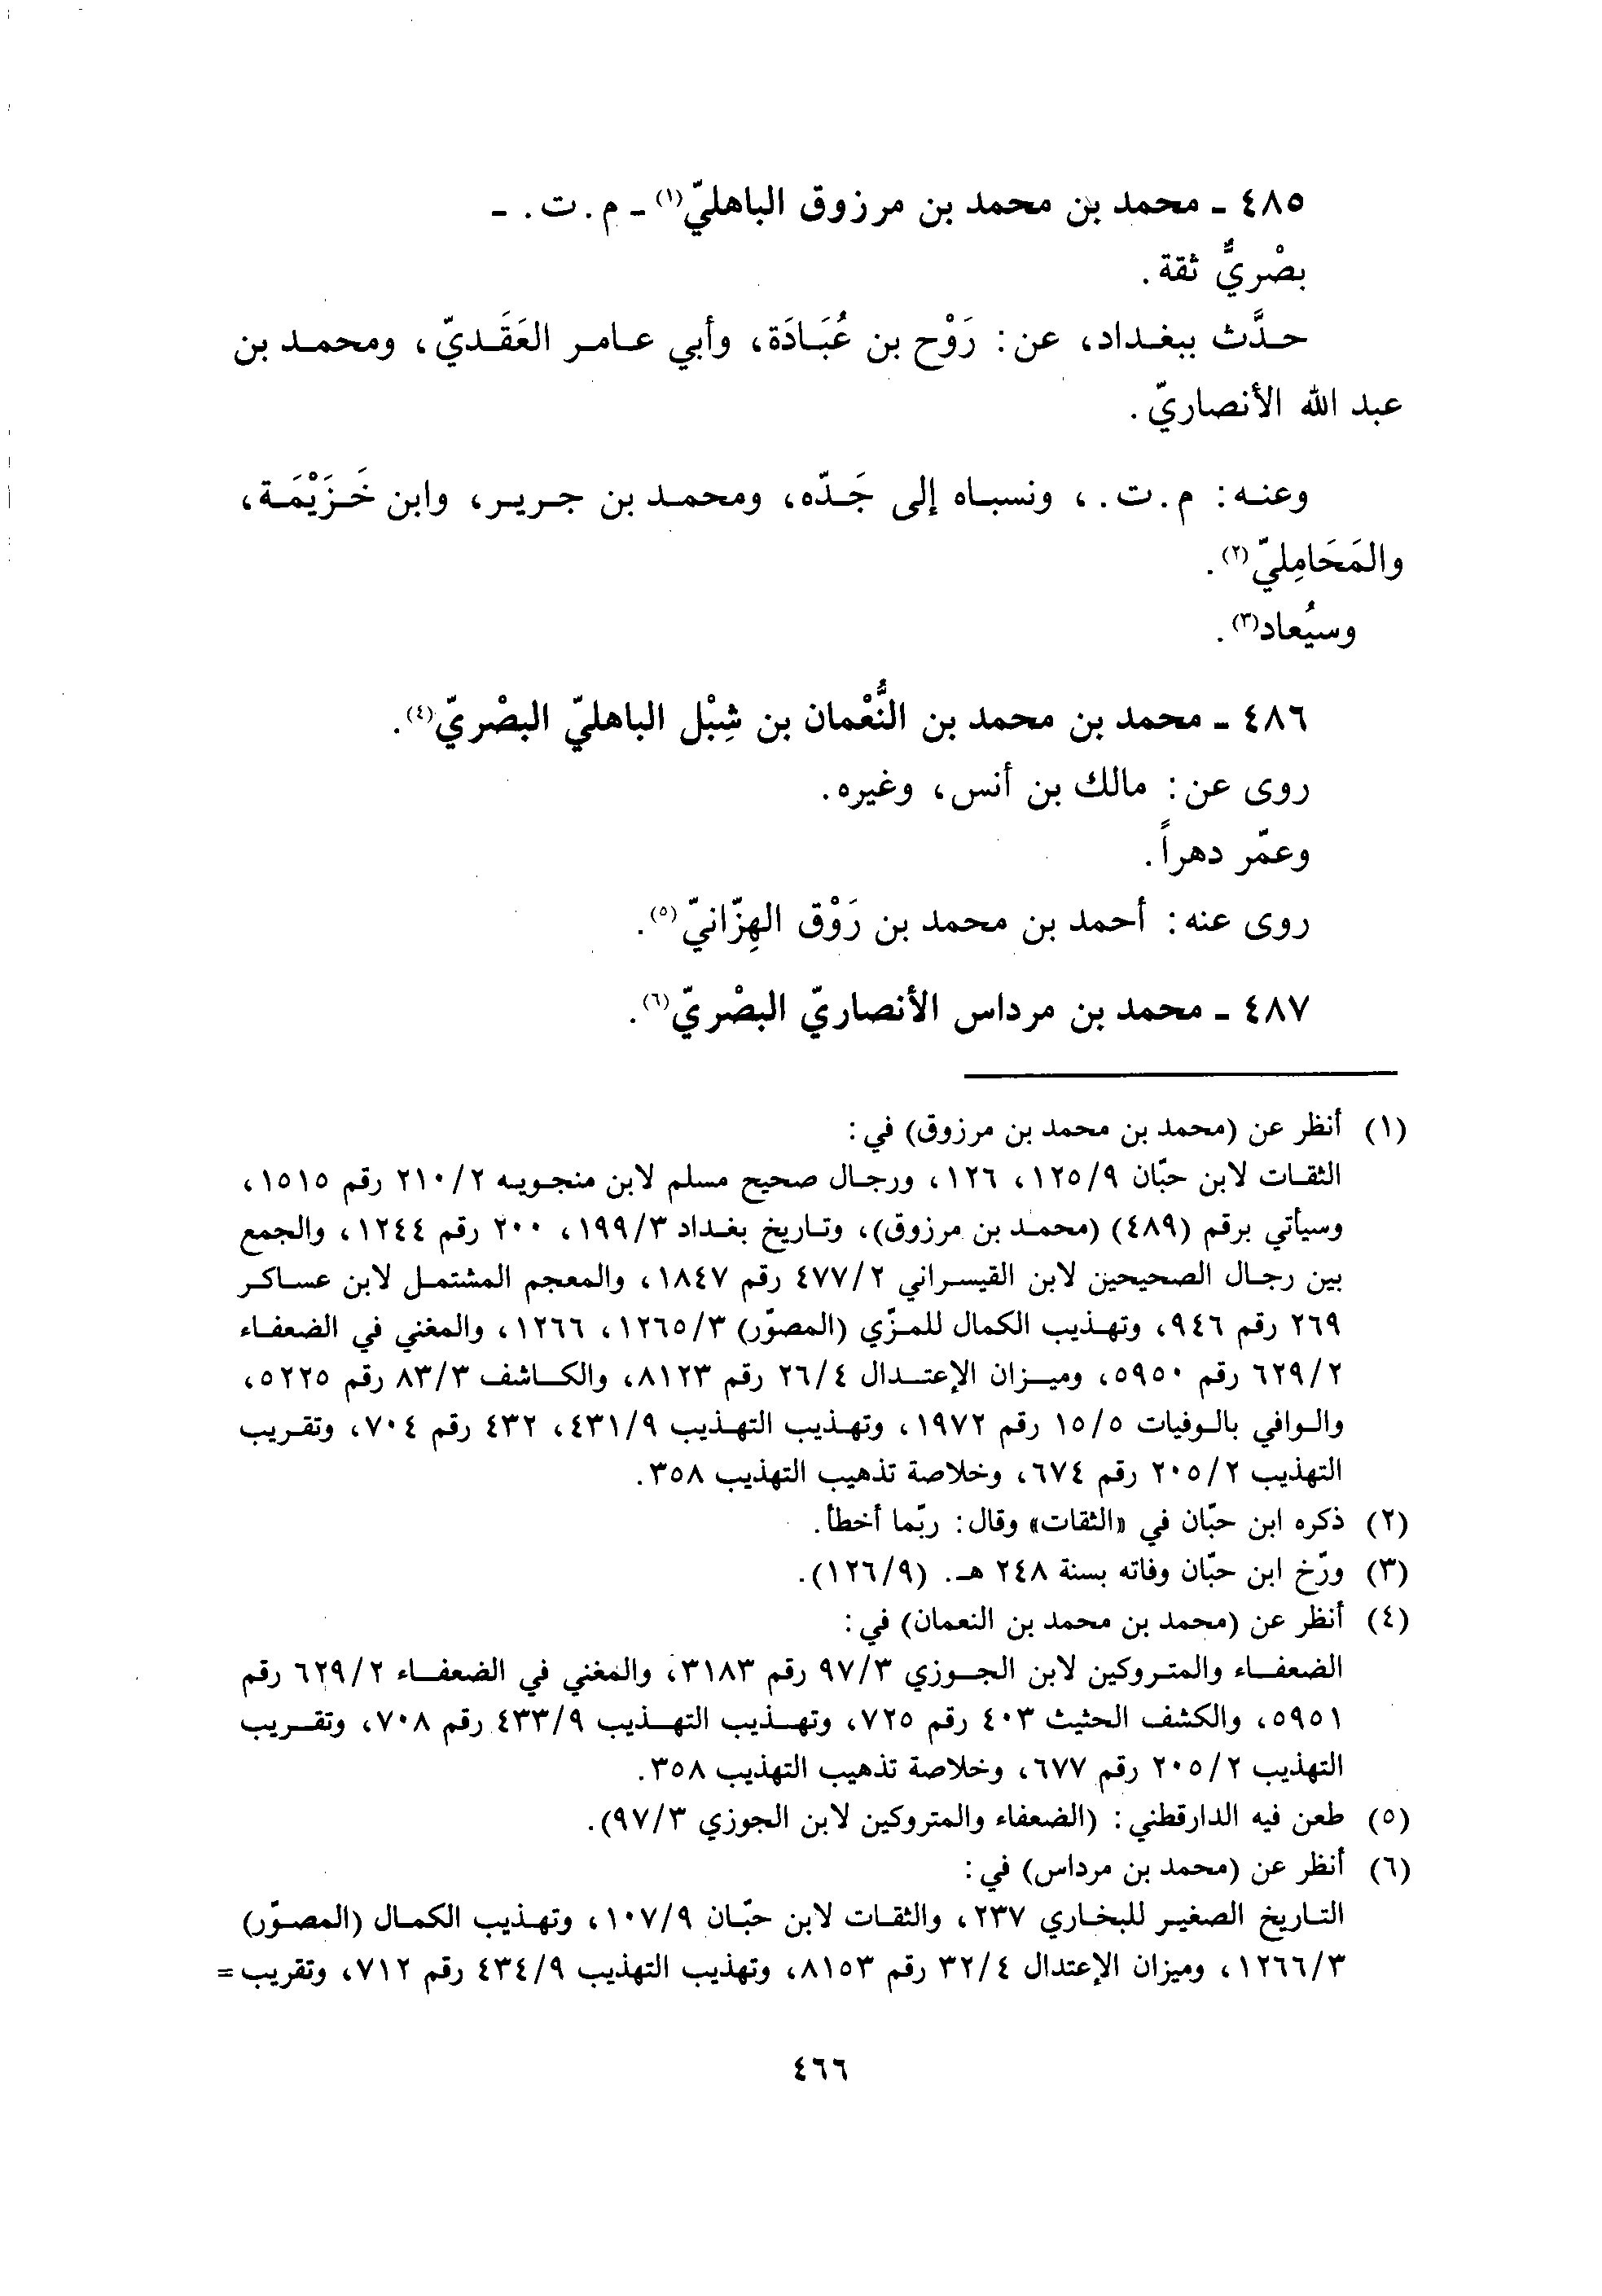 ٤٨٥ ـ محمد بن محمد بن مرزوق الباهليّ(١) ـ م. ت. ـ
بصْريٌّ ثقة.
حدَّث ببغداد، عن: رَوْح بن عُبَادَة، وأبي عامر العَقَديّ، ومحمد بن
عبد الله الأنصاريّ.
وعنه: م. ت.، ونسباه إلى جَدّه، ومحمد بن جرير، وابن خَزَيْمَة،
والمَحَامِليّ(٢).
وسيُعاد(٣).
٤٨٦ ـ محمد بن محمد بن النُّعْمان بن شِبْل الباهليّ البصْريّ(٤).
روى عن: مالك بن أنس، وغيره.
وعمّر دهراً.
روى عنه: أحمد بن محمد بن رَوْق الهِزّانيّ(٥).
٤٨٧ ـ محمد بن مرداس الأنصاريّ البصْريّ(٦).
(١) أنظر عن (محمد بن محمد بن مرزوق) في:
الثقات لابن حبّان ١٢٥/٩، ١٢٦، ورجال صحيح مسلم لابن منجويه ٢١٠/٢ رقم ١٥١٥،
وسيأتي برقم (٤٨٩) (محمد بن مرزوق)، وتاريخ بغداد ١٩٩/٣، ٢٠٠ رقم ١٢٤٤، والجمع
بين رجال الصحيحين لابن القيسراني ٤٧٧/٢ رقم ١٨٤٧، والمعجم المشتمل لابن عساكر
٢٦٩ رقم ٩٤٦، وتهذيب الكمال للمزّي (المصوّر) ١٢٦٥/٣، ١٢٦٦، والمغني في الضعفاء
٦٢٩/٢ رقم ٥٩٥٠، وميزان الإعتدال ٢٦/٤ رقم ٨١٢٣، والكاشف ٨٣/٣ رقم ٥٢٢٥،
والوافي بالوفيات ١٥/٥ رقم ١٩٧٢، وتهذيب التهذيب ٤٣١/٩، ٤٣٢ رقم ٧٠٤، وتقريب
التهذيب ٢٠٥/٢ رقم ٦٧٤، وخلاصة تذهيب التهذيب ٣٥٨.
(٢) ذكره ابن حبّان في «الثقات» وقال: ربّما أخطأ.
(٣) ورّخ ابن حبّان وفاته بسنة ٢٤٨ هـ. (١٢٦/٩).
(٤) أنظر عن (محمد بن محمد بن النعمان) في:
الضعفاء والمتروكين لابن الجوزي ٩٧/٣ رقم ٣١٨٣، والمغني في الضعفاء ٦٢٩/٢ رقم
٥٩٥١، والكشف الحثيث ٤٠٣ رقم ٧٢٥، وتهذيب التهذيب ٤٣٣/٩ رقم ٧٠٨، وتقريب
التهذيب ٢٠٥/٢ رقم ٦٧٧، وخلاصة تذهيب التهذيب ٣٥٨.
(٥) طعن فيه الدارقطني: (الضعفاء والمتروكين لابن الجوزي ٩٧/٣).
(٦) أنظر عن (محمد بن مرداس) في:
التاريخ الصغير للبخاري ٢٣٧، والثقات لابن حبّان ١٠٧/٩، وتهذيب الكمال (المصوّر)
١٢٦٦/٣، وميزان الإعتدال ٣٢/٤ رقم ٨١٥٣، وتهذيب التهذيب ٤٣٤/٩ رقم ٧١٢، وتقريب =
٤٦٦